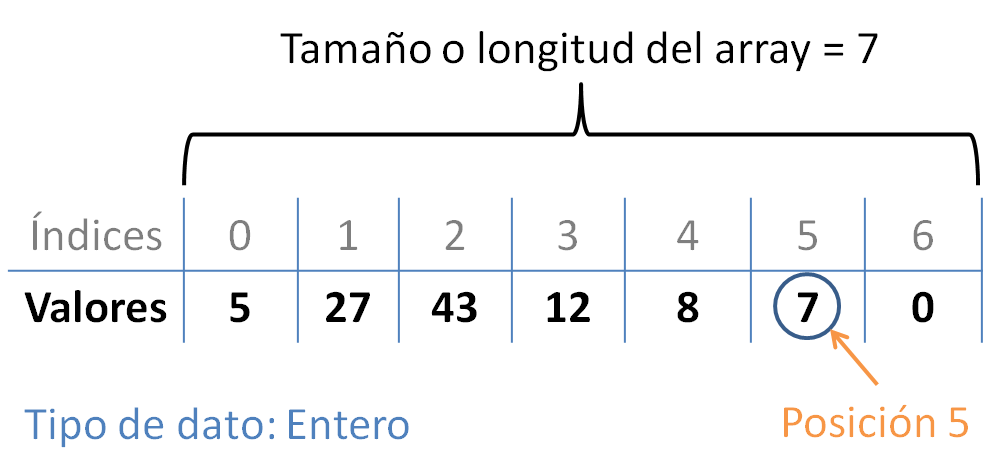 Tamaño o longitud del array = 7
Índices 0 1 2 3 4 5 6
Valores 5 27 43 12 8 7 0
Tipo de dato: Entero
Posición 5